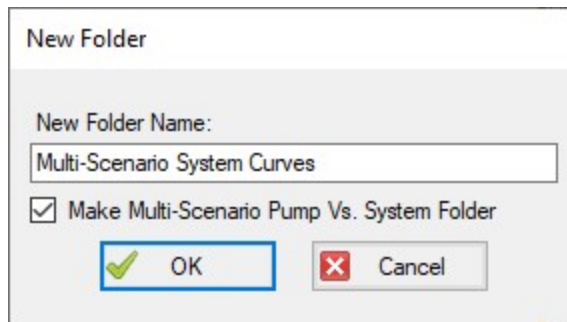 New Folder
New Folder Name:
Multi-Scenario System Curves
Make Multi-Scenario Pump Vs. System Folder
OK
Cancel